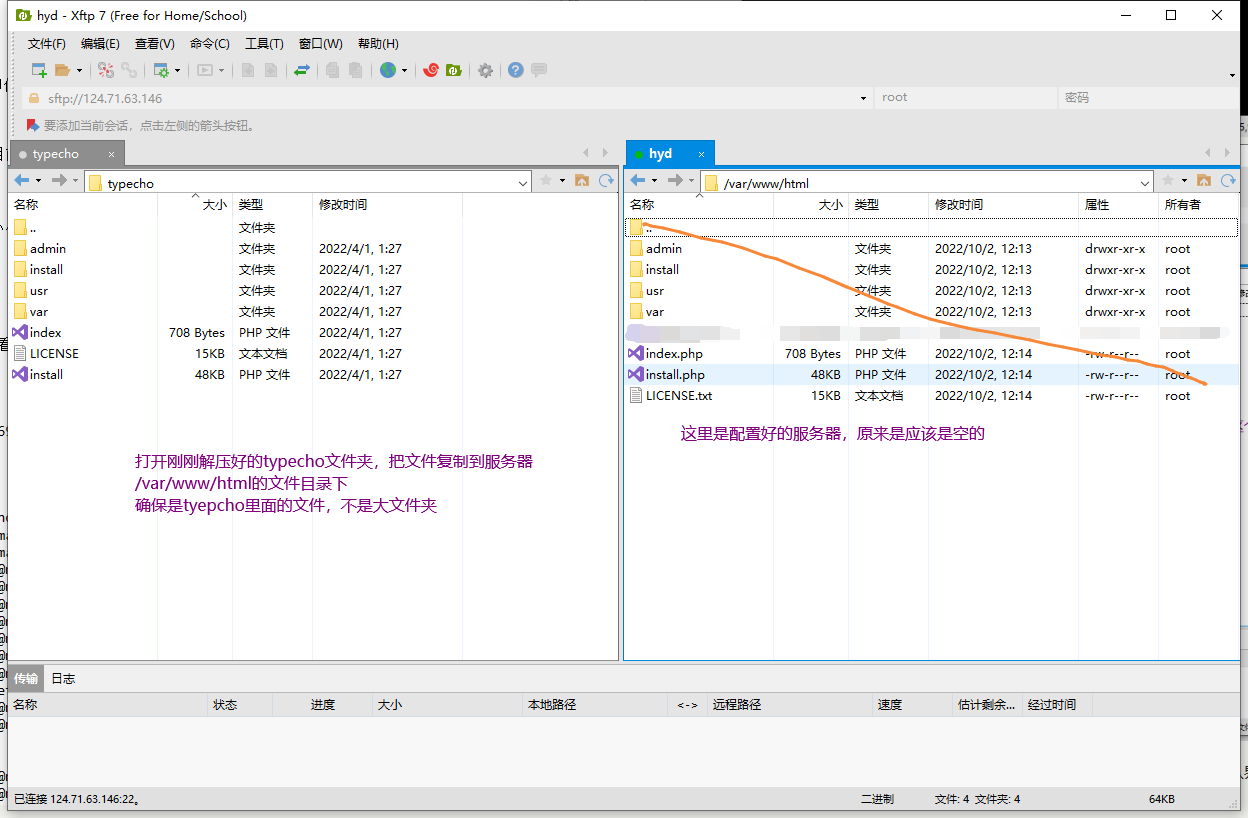 hyd - Xftp 7 (Free for Home/School)
文件(F) 编辑(E) 查看(V) 命令(C) 工具(T) 窗口(W) 帮助(H)
sftp://124.71.63.146 root 密码
要添加当前会话，点击左侧的箭头按钮。
typecho × hyd ×
typecho /var/www/html
名称 大小 类型 修改时间 名称 大小 类型 修改时间 属性 所有者
.. 文件夹 ..
admin 文件夹 2022/4/1, 1:27 admin 文件夹 2022/10/2, 12:13 drwxr-xr-x root
install 文件夹 2022/4/1, 1:27 install 文件夹 2022/10/2, 12:13 drwxr-xr-x root
usr 文件夹 2022/4/1, 1:27 usr 文件夹 2022/10/2, 12:13 drwxr-xr-x root
var 文件夹 2022/4/1, 1:27 var 文件夹 2022/10/2, 12:13 drwxr-xr-x root
index 708 Bytes PHP 文件 2022/4/1, 1:27
LICENSE 15KB 文本文档 2022/4/1, 1:27 index.php 708 Bytes PHP 文件 2022/10/2, 12:14 -rw-r--r-- root
install 48KB PHP 文件 2022/4/1, 1:27 install.php 48KB PHP 文件 2022/10/2, 12:14 -rw-r--r-- root
LICENSE.txt 15KB 文本文档 2022/10/2, 12:14 -rw-r--r-- root
这里是配置好的服务器，原来是应该是空的
打开刚刚解压好的typecho文件夹，把文件复制到服务器
/var/www/html的文件目录下
确保是tyepcho里面的文件，不是大文件夹
传输 日志
名称 状态 进度 大小 本地路径 <-> 远程路径 速度 估计剩余... 经过时间
已连接 124.71.63.146:22。 二进制 文件: 4 文件夹: 4 64KB